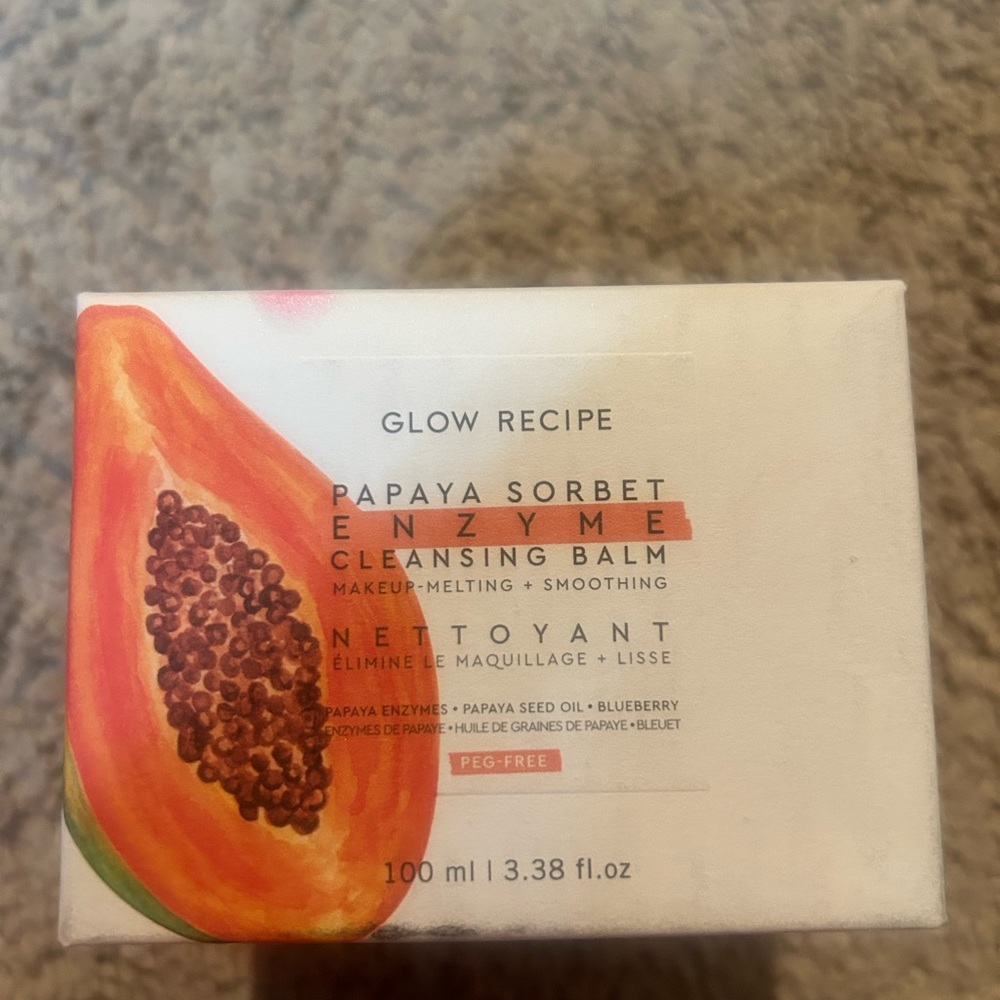 GLOW RECIPE
PAPAYA SORBET
ENZYME
CLEANSING BALM
MAKEUP-MELTING + SMOOTHING
NETTOYANT
ÉLIMINE LE MAQUILLAGE + LISSE
PAPAYA ENZYMES • PAPAYA SEED OIL • BLUEBERRY
ENZYMES DE PAPAYE • HUILE DE GRAINES DE PAPAYE • BLEUET
PEG-FREE
100 ml | 3.38 fl.oz